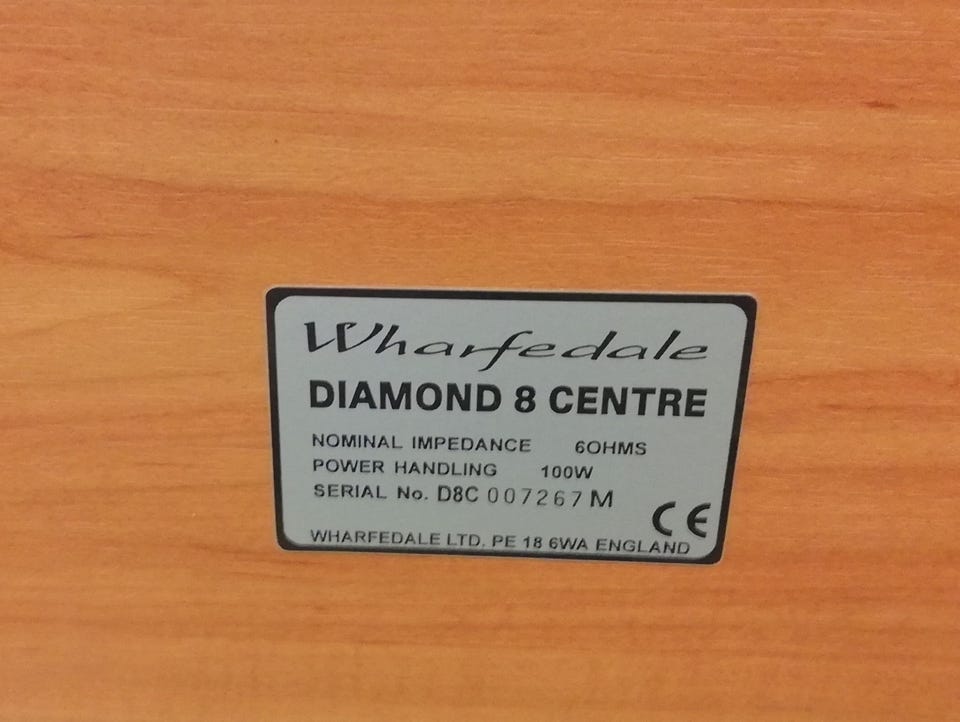 Wharfedale
DIAMOND 8 CENTRE
NOMINAL IMPEDANCE 6OHMS
POWER HANDLING 100W
SERIAL No. D8C 007267M
CE
WHARFEDALE LTD. PE 18 6WA ENGLAND